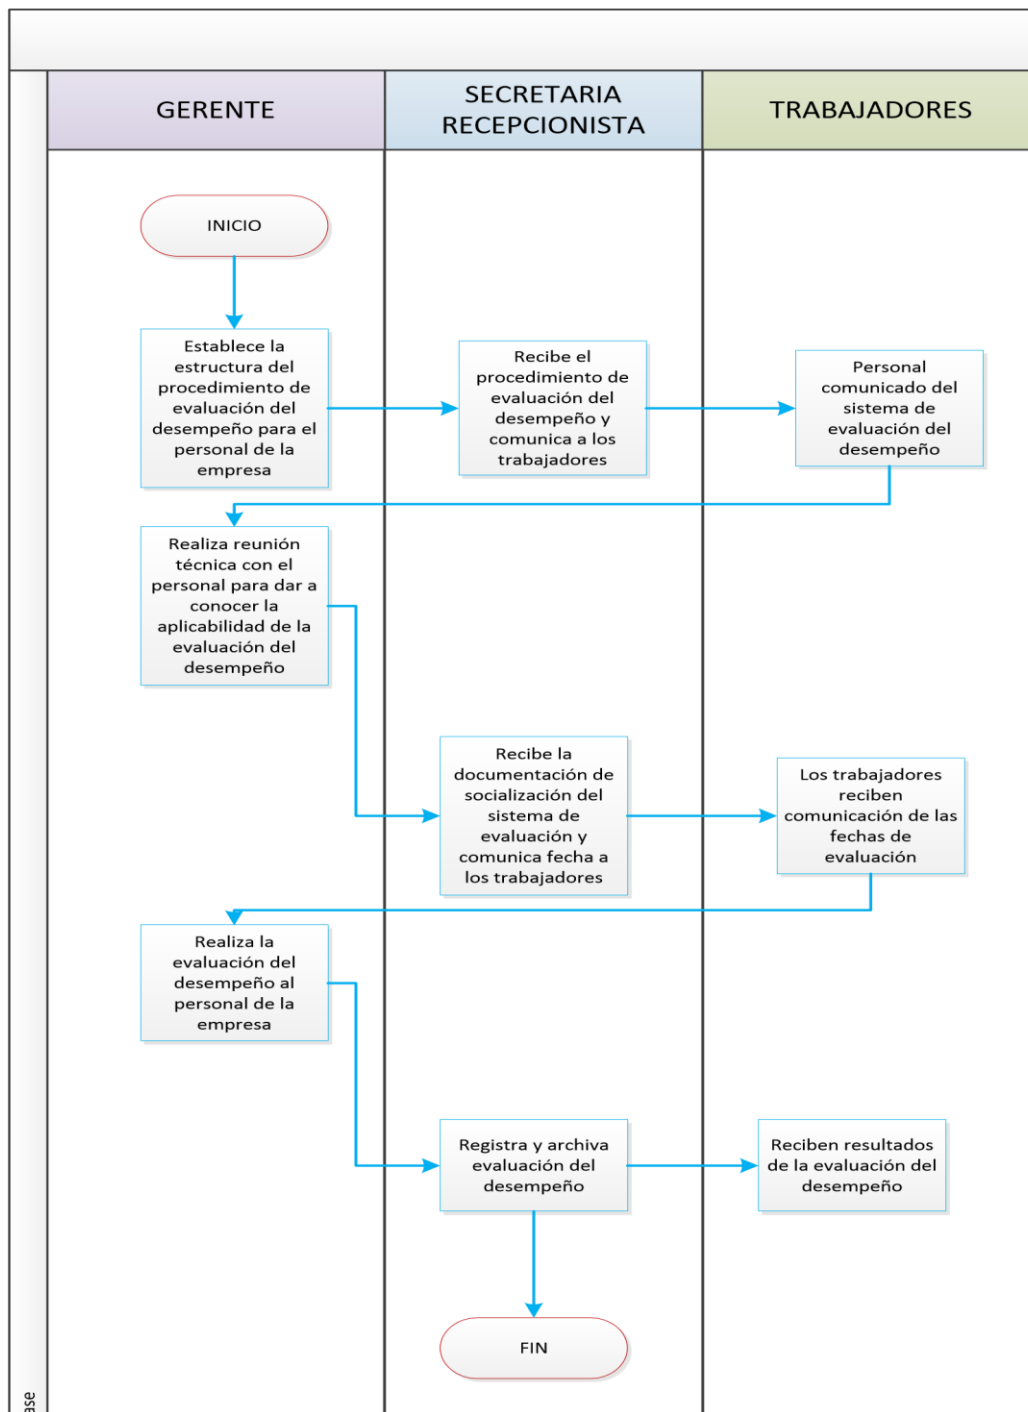 GERENTE
SECRETARIA
RECEPCIONISTA
TRABAJADORES
INICIO
Establece la
estructura del
procedimiento de
evaluación del
desempeño para el
personal de la
empresa
Recibe el
procedimiento de
evaluación del
desempeño y
comunica a los
trabajadores
Personal
comunicado del
sistema de
evaluación del
desempeño
Realiza reunión
técnica con el
personal para dar a
conocer la
aplicabilidad de la
evaluación del
desempeño
Recibe la
documentación de
socialización del
sistema de
evaluación y
comunica fecha a
los trabajadores
Los trabajadores
reciben
comunicación de las
fechas de
evaluación
Realiza la
evaluación del
desempeño al
personal de la
empresa
Registra y archiva
evaluación del
desempeño
Reciben resultados
de la evaluación del
desempeño
FIN